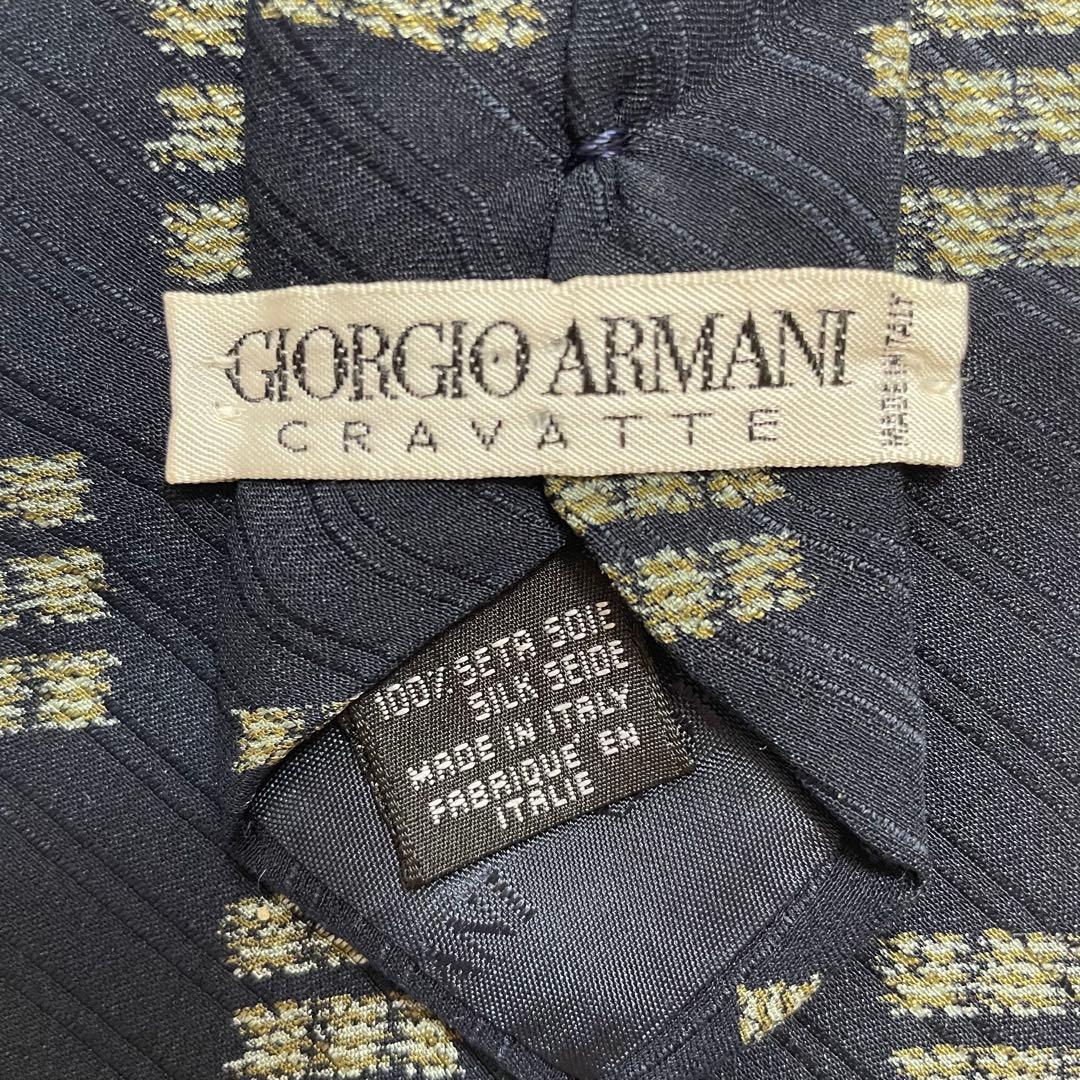 GIORGIO ARMANI
CRAVATTE
MADE IN ITALY
100% SETA SOIE
SILK SEIDE
MADE IN ITALY
FABRIQUE' EN
ITALIE